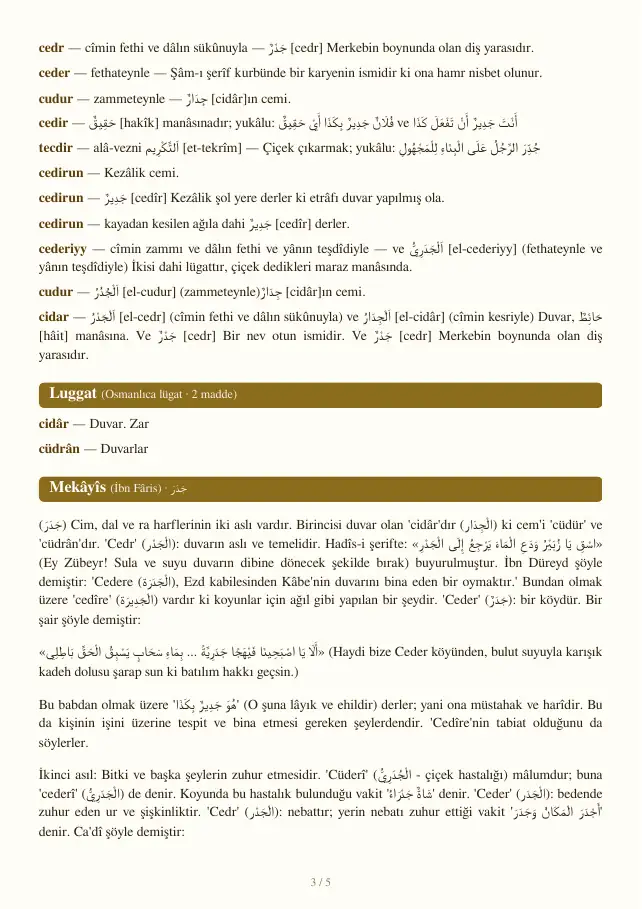 cedr — cîmin fethi ve dâlın sükûnuyla — جَدْرٌ [cedr] Merkebin boynunda olan diş yarasıdır.
ceder — fethateynle — Şâm-ı şerîf kurbünde bir karyenin ismidir ki ona hamr nisbet olunur.
cudur — zammeteynle — جِدَارٌ [cidâr]ın cemi.
cedir — حَقِيقٌ [hakîk] manâsınadır; yukâlu: فُلَانٌ جَدِيرٌ بِكَذَا أَيْ حَقِيقٌ ve أَنْتَ جَدِيرٌ أَنْ تَفْعَلَ كَذَا
tecdir — alâ-vezni اَلتَّكْرِيمِ [et-tekrîm] — Çiçek çıkarmak; yukâlu: جُدِّرَ الرَّجُلُ عَلَى الْبِنَاءِ لِلْمَجْهُولِ
cedirun — Kezâlik cemi.
cedirun — جَدِيرٌ [cedîr] Kezâlik şol yere derler ki etrâfı duvar yapılmış ola.
cedirun — kayadan kesilen ağıla dahi جَدِيرٌ [cedîr] derler.
cederiyy — cîmin zammı ve dâlın fethi ve yânın teşdîdiyle — ve اَلْجَدَرِيُّ [el-cederiyy] (fethateynle ve
yânın teşdîdiyle) İkisi dahi lügattır, çiçek dedikleri maraz manâsında.
cudur — اَلْجُدُرُ [el-cudur] (zammeteynle)جِدَارٌ [cidâr]ın cemi.
cidar — اَلْجَدْرُ [el-cedr] (cîmin fethi ve dâlın sükûnuyla) ve اَلْجِدَارُ [el-cidâr] (cîmin kesriyle) Duvar, حَائِطٌ
[hâit] manâsına. Ve جَدْرٌ [cedr] Bir nev otun ismidir. Ve جَدْرٌ [cedr] Merkebin boynunda olan diş
yarasıdır.
Luggat (Osmanlıca lügat · 2 madde)
cidâr — Duvar. Zar
cüdrân — Duvarlar
Mekâyîs (İbn Fâris) · جَدَرَ
(جَدَرَ) Cim, dal ve ra harflerinin iki aslı vardır. Birincisi duvar olan 'cidâr'dır (الْجِدَار) ki cem'i 'cüdür' ve
'cüdrân'dır. 'Cedr' (الْجَدْر): duvarın aslı ve temelidir. Hadîs-i şerifte: «اسْقِ يَا زُبَيْرُ وَدَعِ الْمَاءَ يَرْجِعُ إِلَى الْجَدْرِ»
(Ey Zübeyr! Sula ve suyu duvarın dibine dönecek şekilde bırak) buyurulmuştur. İbn Düreyd şöyle
demiştir: 'Cedere (الْجَدَرَة), Ezd kabilesinden Kâbe'nin duvarını bina eden bir oymaktır.' Bundan olmak
üzere 'cedîre' (الْجَدِيرَة) vardır ki koyunlar için ağıl gibi yapılan bir şeydir. 'Ceder' (جَدَرٌ): bir köydür. Bir
şair şöyle demiştir:
«أَلَا يَا اصْبَحِينَا فَيْهَجًا جَدَرِيَّةً ... بِمَاءِ سَحَابٍ يَسْبِقُ الْحَقَّ بَاطِلِي» (Haydi bize Ceder köyünden, bulut suyuyla karışık
kadeh dolusu şarap sun ki batılım hakkı geçsin.)
Bu babdan olmak üzere 'هُوَ جَدِيرٌ بِكَذَا' (O şuna lâyık ve ehildir) derler; yani ona müstahak ve harîdir. Bu
da kişinin işini üzerine tespit ve bina etmesi gereken şeylerdendir. 'Cedîre'nin tabiat olduğunu da
söylerler.
İkinci asıl: Bitki ve başka şeylerin zuhur etmesidir. 'Cüderî' (الْجُدَرِيُّ - çiçek hastalığı) mâlumdur; buna
'cederî' (الْجَدَرِيُّ) de denir. Koyunda bu hastalık bulunduğu vakit 'شَاةٌ جَدْرَاءُ' denir. 'Ceder' (الْجَدَر): bedende
zuhur eden ur ve şişkinliktir. 'Cedr' (الْجَدْر): nebattır; yerin nebatı zuhur ettiği vakit 'أَجْدَرَ الْمَكَانُ وَجَدَرَ'
denir. Ca'dî şöyle demiştir:
3 / 5